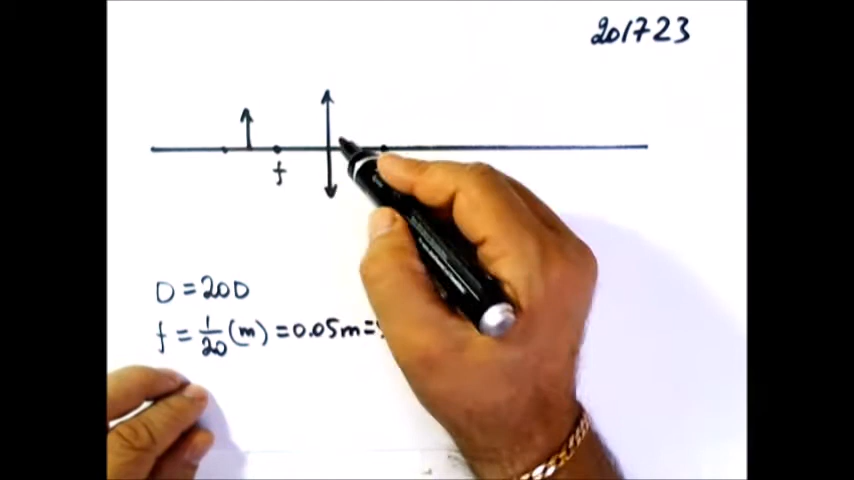 201723
f
D = 20D
f = 1/20 (m) = 0.05m =